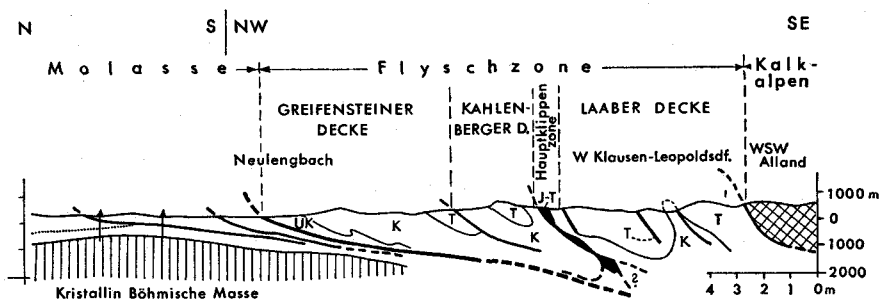 N S NW SE
Molasse Flyschzone Kalk-
alpen
GREIFENSTEINER
DECKE
KAHLEN-
BERGER D.
Hauptklippen
zone
LAABER DECKE
Neulengbach
W Klausen-Leopoldsdf.
WSW
Alland
J-T
1000 m
0
1000
2000
UK K T T K T K T
?
4 3 2 1 0 m
Kristallin Böhmische Masse